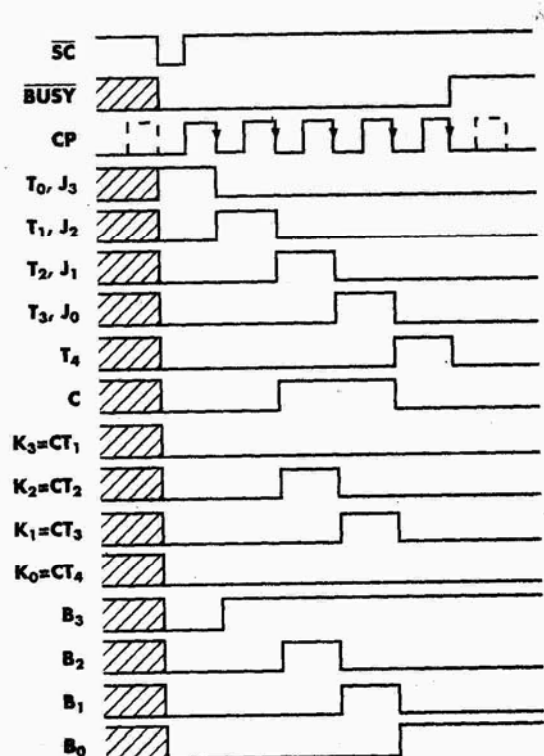 SC
BUSY
CP
T₀, J₃
T₁, J₂
T₂, J₁
T₃, J₀
T₄
C
K₃=CT₁
K₂=CT₂
K₁=CT₃
K₀=CT₄
B₃
B₂
B₁
B₀